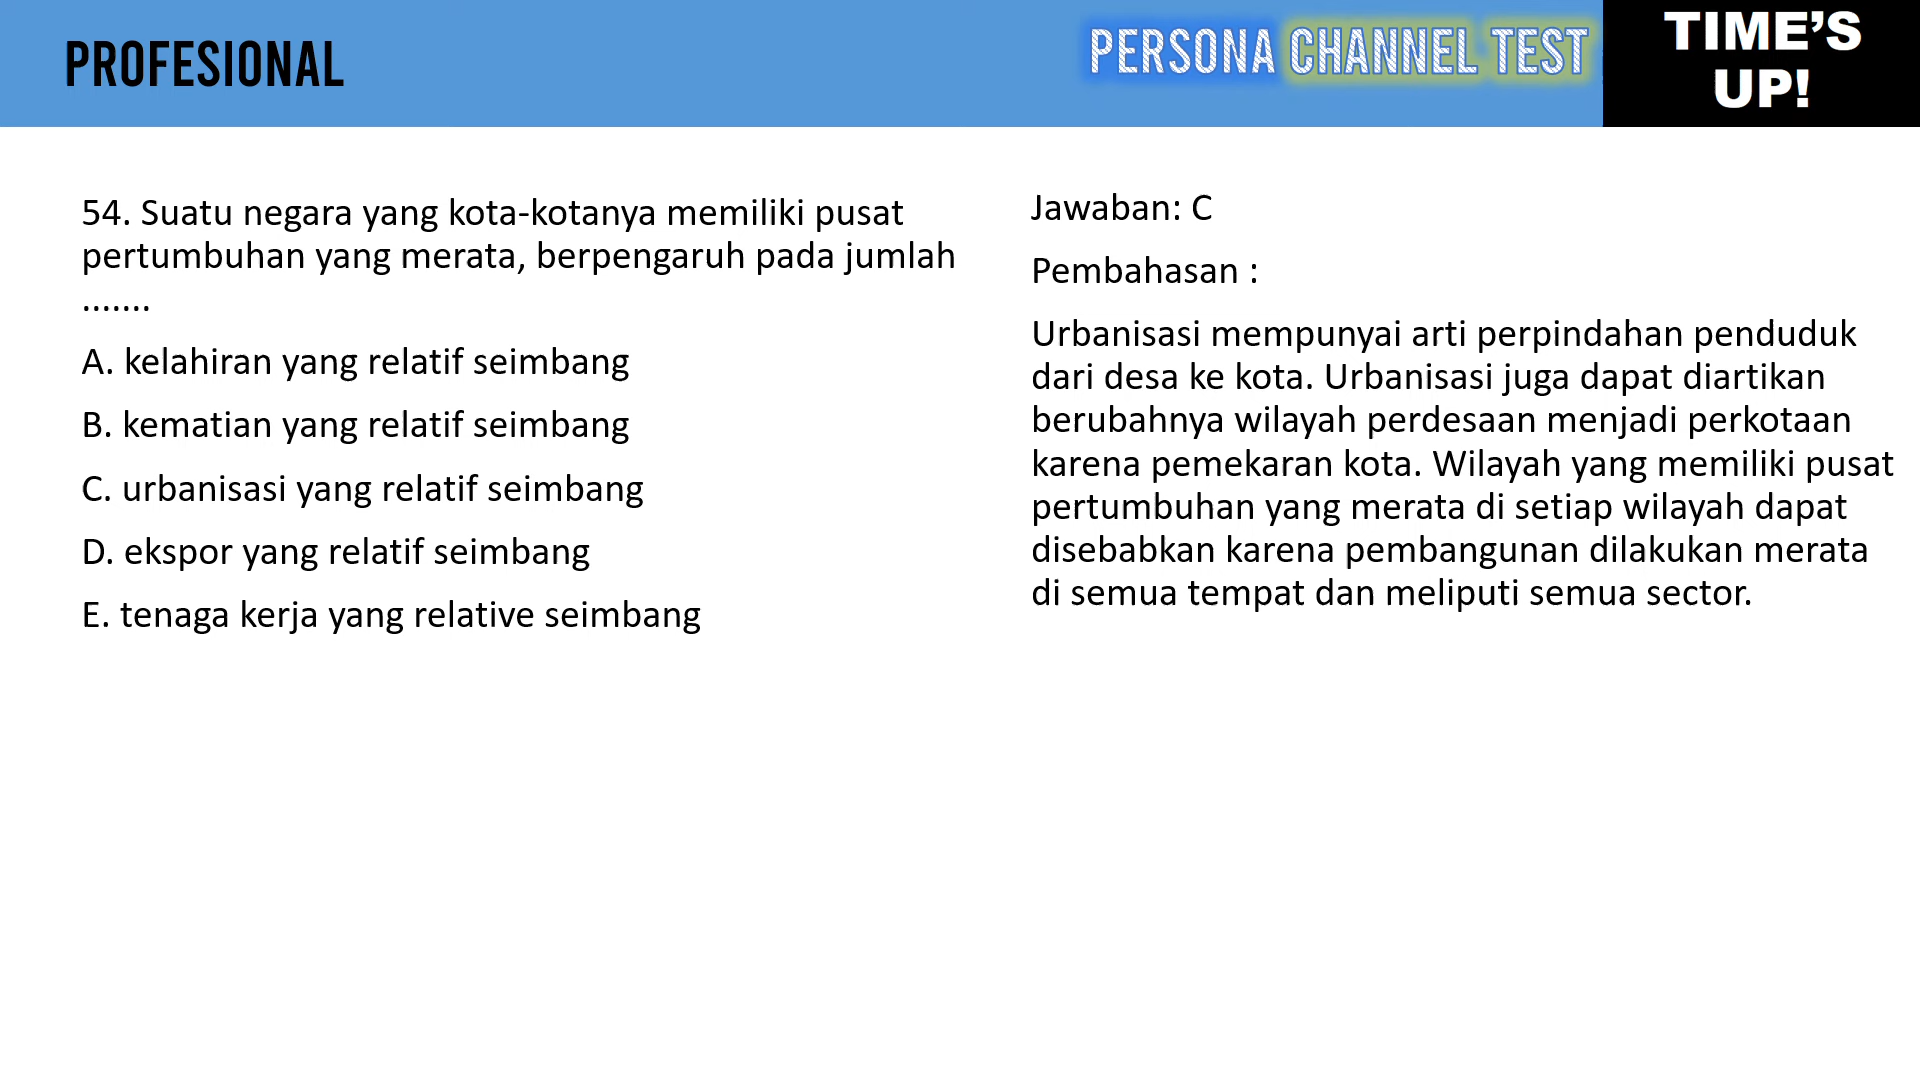 PROFESIONAL
PERSONA CHANNEL TEST
TIME'S
UP!
54. Suatu negara yang kota-kotanya memiliki pusat
pertumbuhan yang merata, berpengaruh pada jumlah
.......
A. kelahiran yang relatif seimbang
B. kematian yang relatif seimbang
C. urbanisasi yang relatif seimbang
D. ekspor yang relatif seimbang
E. tenaga kerja yang relative seimbang
Jawaban: C
Pembahasan :
Urbanisasi mempunyai arti perpindahan penduduk
dari desa ke kota. Urbanisasi juga dapat diartikan
berubahnya wilayah perdesaan menjadi perkotaan
karena pemekaran kota. Wilayah yang memiliki pusat
pertumbuhan yang merata di setiap wilayah dapat
disebabkan karena pembangunan dilakukan merata
di semua tempat dan meliputi semua sector.